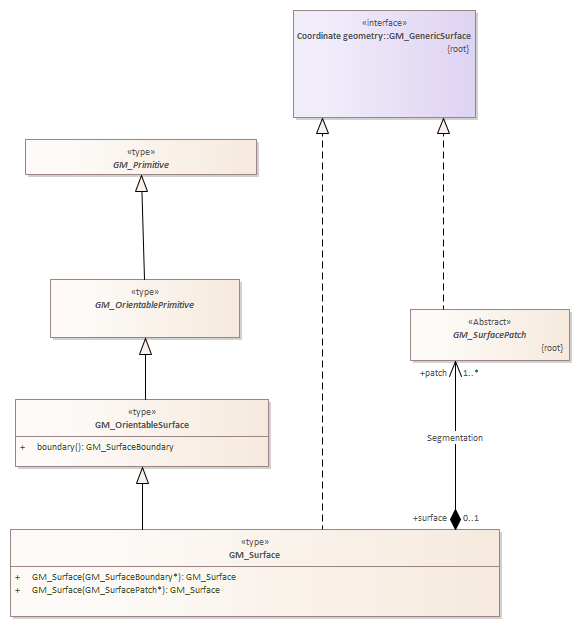 «interface»
Coordinate geometry::GM_GenericSurface
{root}
«type»
GM_Primitive
«type»
GM_OrientablePrimitive
«Abstract»
GM_SurfacePatch
{root}
+patch 1..*
«type»
GM_OrientableSurface
+ boundary(): GM_SurfaceBoundary
Segmentation
+surface 0..1
«type»
GM_Surface
+ GM_Surface(GM_SurfaceBoundary*): GM_Surface
+ GM_Surface(GM_SurfacePatch*): GM_Surface